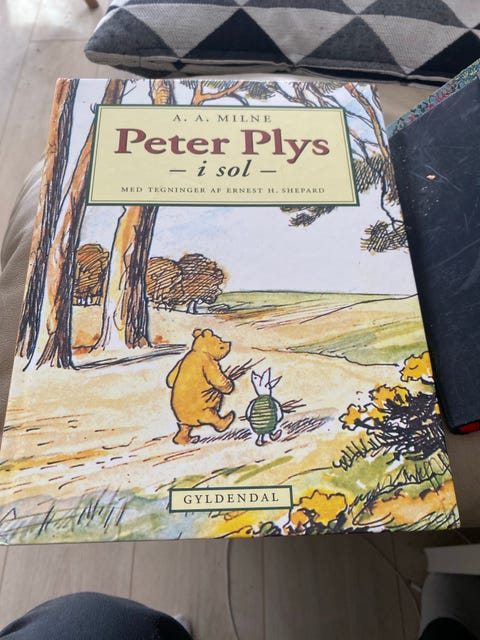 A. A. MILNE
Peter Plys
– i sol –
MED TEGNINGER AF ERNEST H. SHEPARD
GYLDENDAL